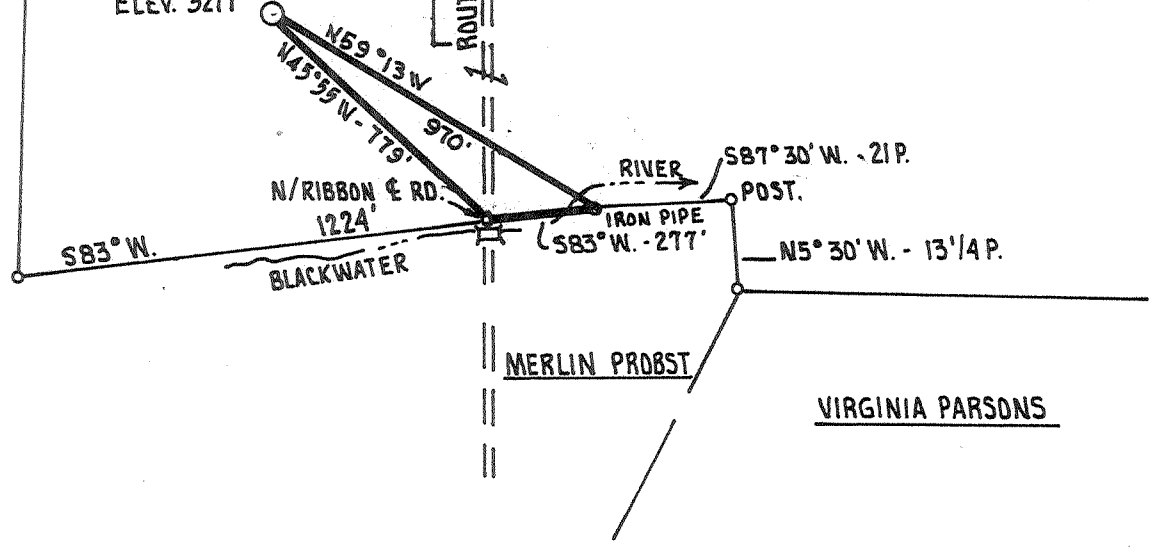 ELEV. 3211
ROUT
N59°13'W
970'
N45°55'W - 779'
RIVER
S87°30'W. - 21 P.
POST.
N/RIBBON ℄ RD.
IRON PIPE
1224'
S83°W. - 277'
S83°W.
BLACKWATER
N5°30'W. - 13 1/4 P.
MERLIN PROBST
VIRGINIA PARSONS